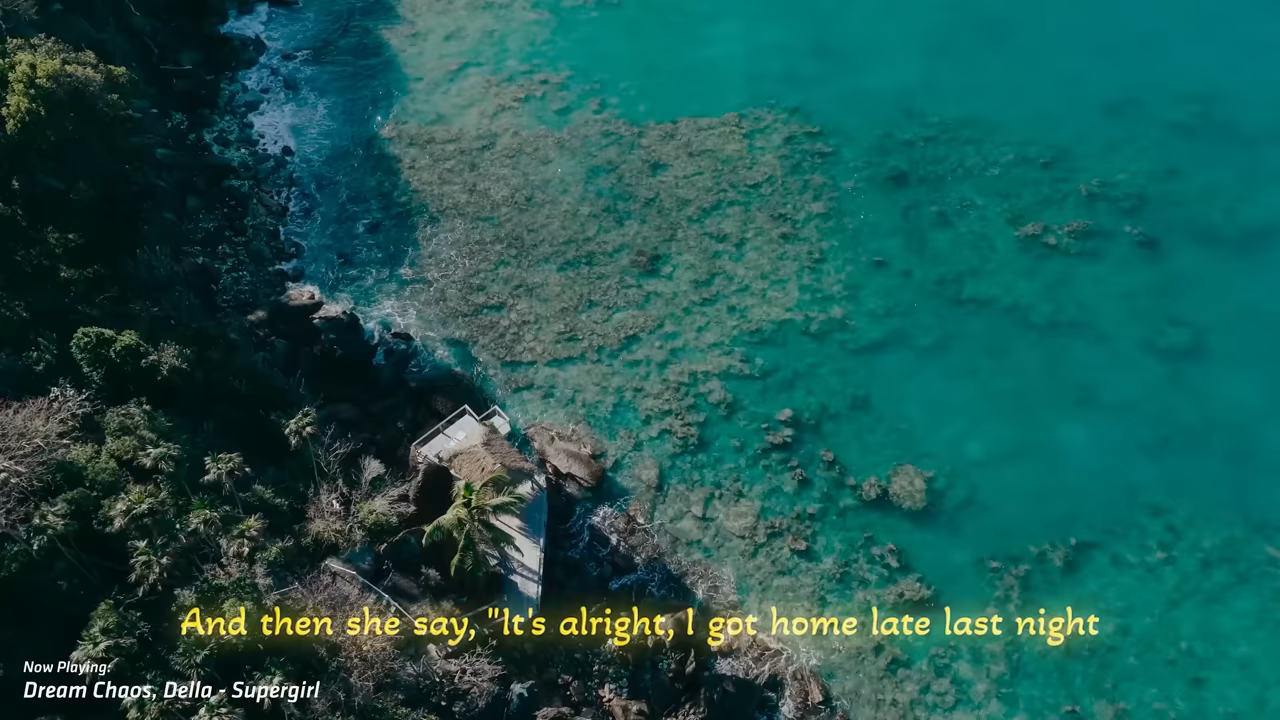 And then she say, "It's alright, I got home late last night
Now Playing:
Dream Chaos, Della - Supergirl